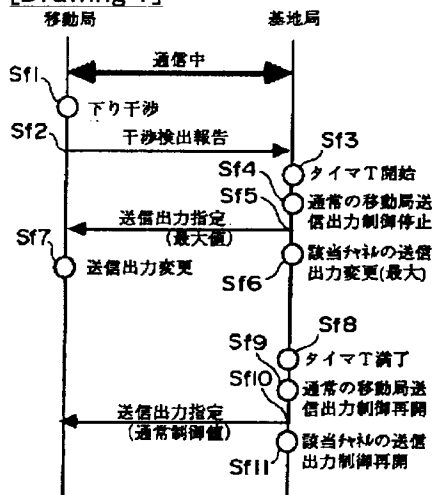 [Drawing 7]
移動局
基地局
通信中
Sf1
下り干渉
Sf2
干渉検出報告
Sf3
タイマT開始
Sf4
Sf5
通常の移動局送
信出力制御停止
送信出力指定
(最大値)
Sf7
送信出力変更
該当チャネルの送信
出力変更(最大)
Sf6
Sf8
Sf9
タイマT満了
Sf10
通常の移動局送
信出力制御再開
送信出力指定
(通常制御値)
該当チャネルの送信
出力制御再開
Sf11